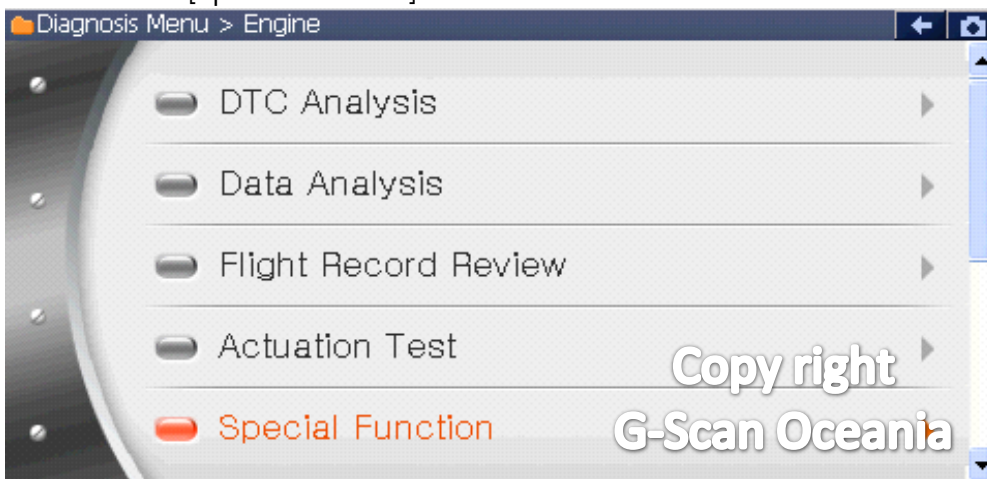 Diagnosis Menu > Engine
DTC Analysis
Data Analysis
Flight Record Review
Actuation Test
Special Function
Copy right
G-Scan Oceania